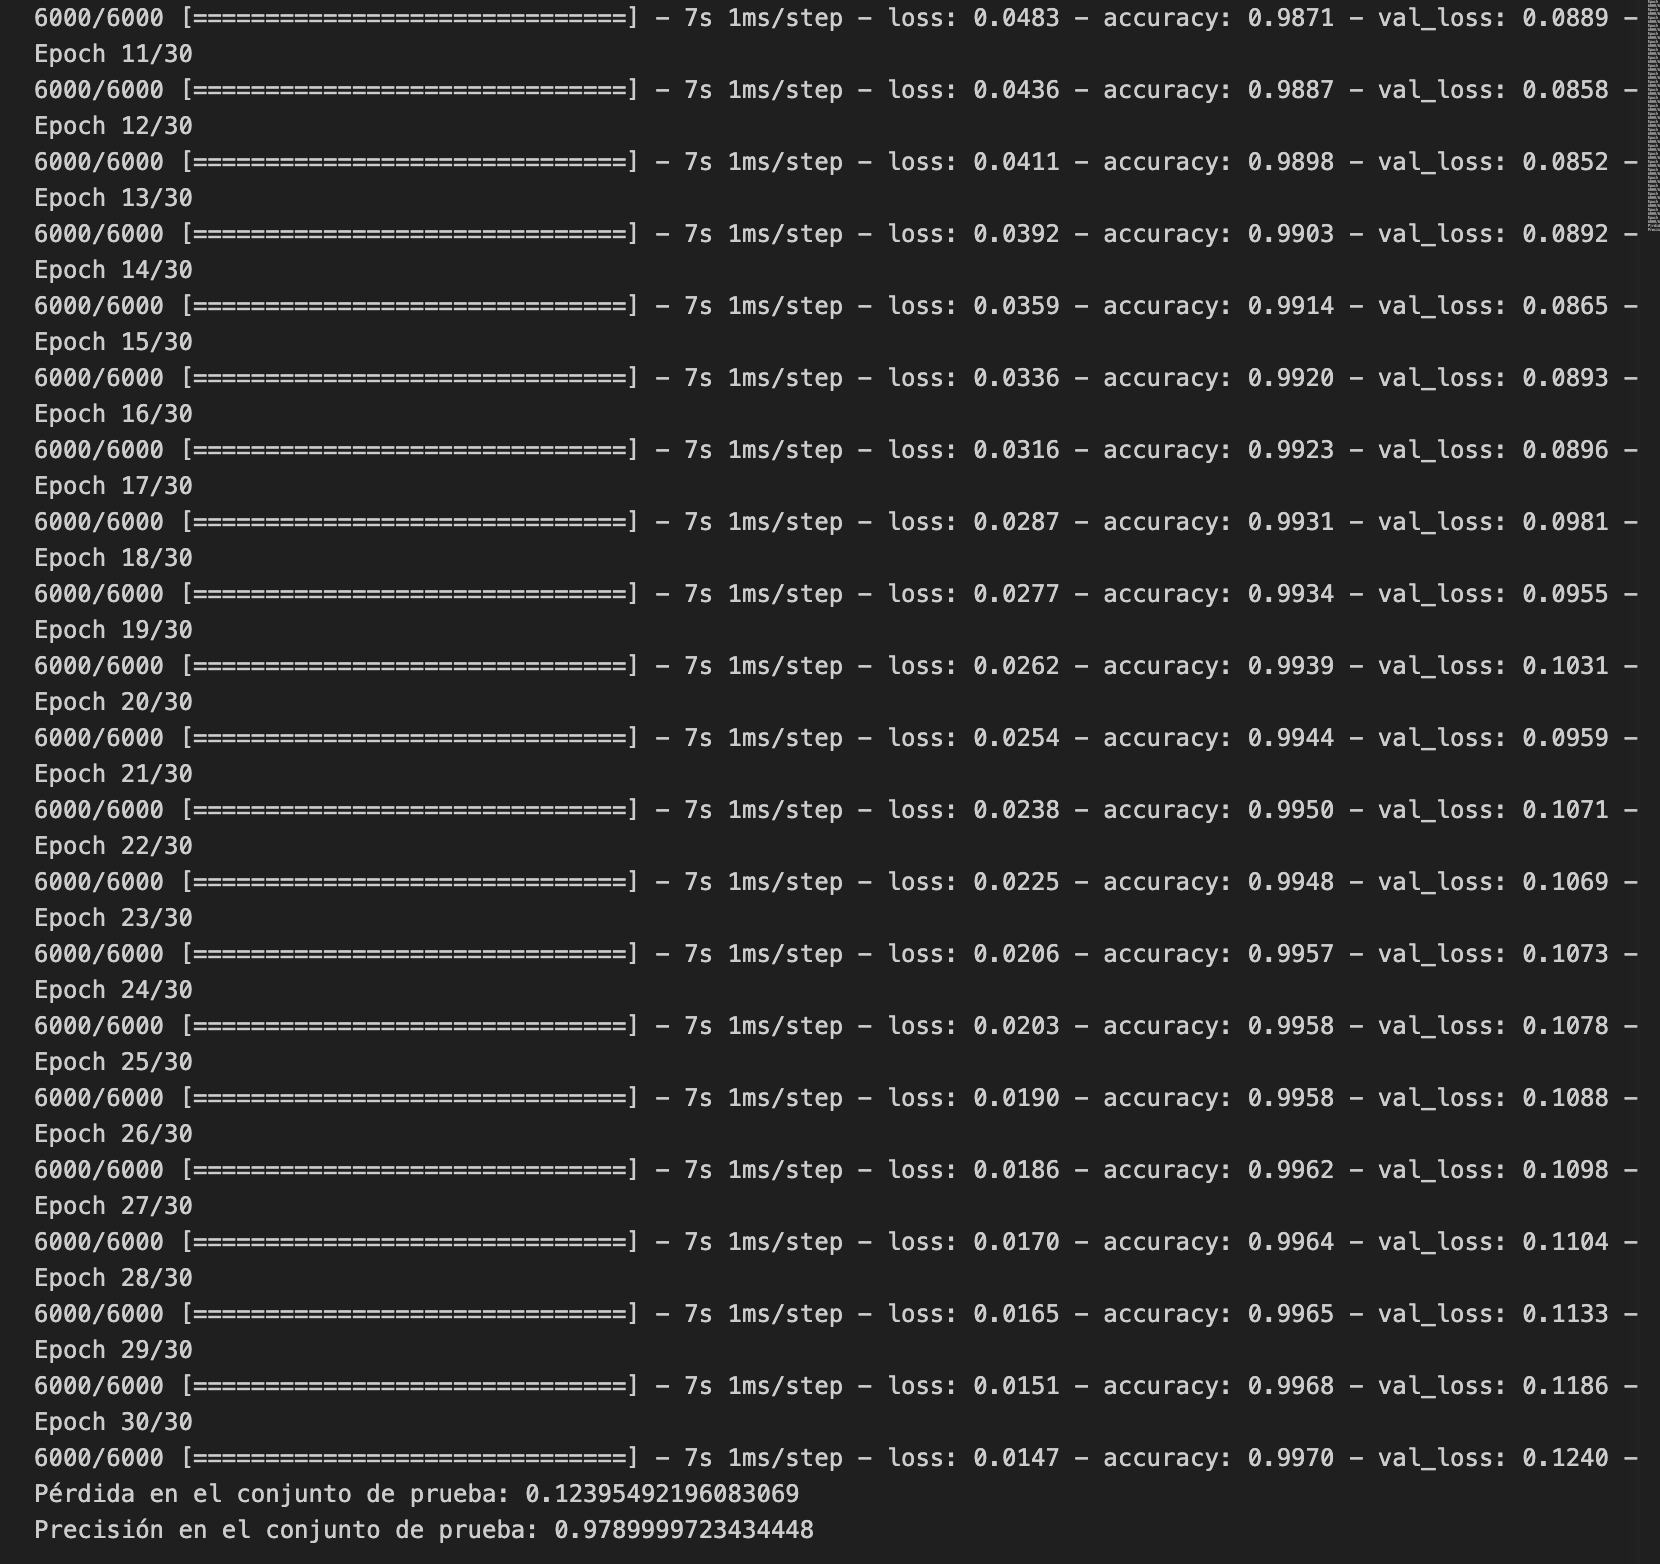 6000/6000 [==============================] - 7s 1ms/step - loss: 0.0483 - accuracy: 0.9871 - val_loss: 0.0889 -
Epoch 11/30
6000/6000 [==============================] - 7s 1ms/step - loss: 0.0436 - accuracy: 0.9887 - val_loss: 0.0858 -
Epoch 12/30
6000/6000 [==============================] - 7s 1ms/step - loss: 0.0411 - accuracy: 0.9898 - val_loss: 0.0852 -
Epoch 13/30
6000/6000 [==============================] - 7s 1ms/step - loss: 0.0392 - accuracy: 0.9903 - val_loss: 0.0892 -
Epoch 14/30
6000/6000 [==============================] - 7s 1ms/step - loss: 0.0359 - accuracy: 0.9914 - val_loss: 0.0865 -
Epoch 15/30
6000/6000 [==============================] - 7s 1ms/step - loss: 0.0336 - accuracy: 0.9920 - val_loss: 0.0893 -
Epoch 16/30
6000/6000 [==============================] - 7s 1ms/step - loss: 0.0316 - accuracy: 0.9923 - val_loss: 0.0896 -
Epoch 17/30
6000/6000 [==============================] - 7s 1ms/step - loss: 0.0287 - accuracy: 0.9931 - val_loss: 0.0981 -
Epoch 18/30
6000/6000 [==============================] - 7s 1ms/step - loss: 0.0277 - accuracy: 0.9934 - val_loss: 0.0955 -
Epoch 19/30
6000/6000 [==============================] - 7s 1ms/step - loss: 0.0262 - accuracy: 0.9939 - val_loss: 0.1031 -
Epoch 20/30
6000/6000 [==============================] - 7s 1ms/step - loss: 0.0254 - accuracy: 0.9944 - val_loss: 0.0959 -
Epoch 21/30
6000/6000 [==============================] - 7s 1ms/step - loss: 0.0238 - accuracy: 0.9950 - val_loss: 0.1071 -
Epoch 22/30
6000/6000 [==============================] - 7s 1ms/step - loss: 0.0225 - accuracy: 0.9948 - val_loss: 0.1069 -
Epoch 23/30
6000/6000 [==============================] - 7s 1ms/step - loss: 0.0206 - accuracy: 0.9957 - val_loss: 0.1073 -
Epoch 24/30
6000/6000 [==============================] - 7s 1ms/step - loss: 0.0203 - accuracy: 0.9958 - val_loss: 0.1078 -
Epoch 25/30
6000/6000 [==============================] - 7s 1ms/step - loss: 0.0190 - accuracy: 0.9958 - val_loss: 0.1088 -
Epoch 26/30
6000/6000 [==============================] - 7s 1ms/step - loss: 0.0186 - accuracy: 0.9962 - val_loss: 0.1098 -
Epoch 27/30
6000/6000 [==============================] - 7s 1ms/step - loss: 0.0170 - accuracy: 0.9964 - val_loss: 0.1104 -
Epoch 28/30
6000/6000 [==============================] - 7s 1ms/step - loss: 0.0165 - accuracy: 0.9965 - val_loss: 0.1133 -
Epoch 29/30
6000/6000 [==============================] - 7s 1ms/step - loss: 0.0151 - accuracy: 0.9968 - val_loss: 0.1186 -
Epoch 30/30
6000/6000 [==============================] - 7s 1ms/step - loss: 0.0147 - accuracy: 0.9970 - val_loss: 0.1240 -
Pérdida en el conjunto de prueba: 0.12395492196083069
Precisión en el conjunto de prueba: 0.9789999723434448